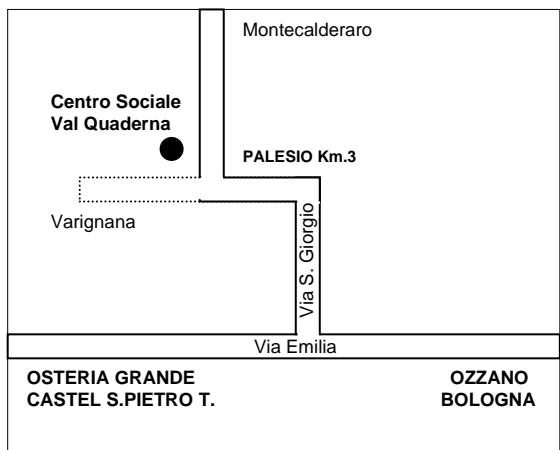 Montecalderaro
Centro Sociale
Val Quaderna
PALESIO Km.3
Varignana
Via S. Giorgio
Via Emilia
OSTERIA GRANDE
CASTEL S.PIETRO T.
OZZANO
BOLOGNA